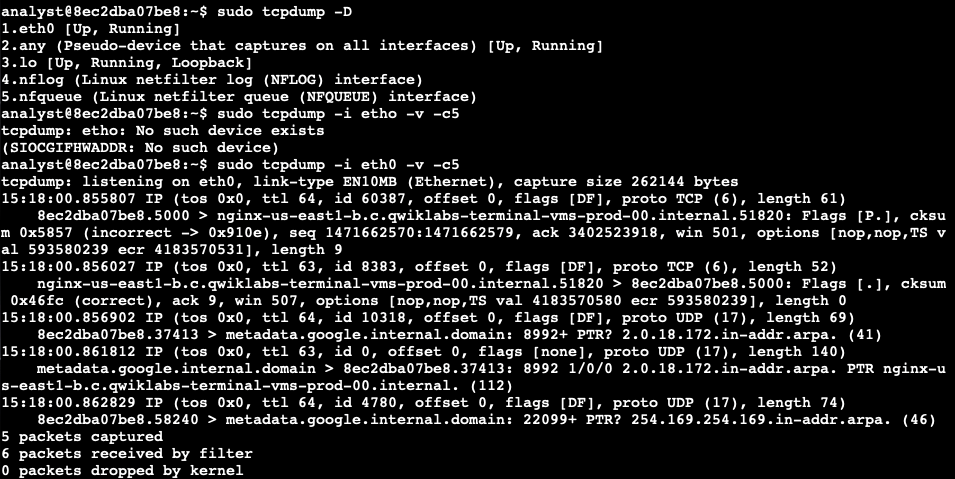 analyst@8ec2dba07be8:~$ sudo tcpdump -D
1.eth0 [Up, Running]
2.any (Pseudo-device that captures on all interfaces) [Up, Running]
3.lo [Up, Running, Loopback]
4.nflog (Linux netfilter log (NFLOG) interface)
5.nfqueue (Linux netfilter queue (NFQUEUE) interface)
analyst@8ec2dba07be8:~$ sudo tcpdump -i etho -v -c5
tcpdump: etho: No such device exists
(SIOCGIFHWADDR: No such device)
analyst@8ec2dba07be8:~$ sudo tcpdump -i eth0 -v -c5
tcpdump: listening on eth0, link-type EN10MB (Ethernet), capture size 262144 bytes
15:18:00.855807 IP (tos 0x0, ttl 64, id 60387, offset 0, flags [DF], proto TCP (6), length 61)
    8ec2dba07be8.5000 > nginx-us-east1-b.c.qwiklabs-terminal-vms-prod-00.internal.51820: Flags [P.], cksu
m 0x5857 (incorrect -> 0x910e), seq 1471662570:1471662579, ack 3402523918, win 501, options [nop,nop,TS v
al 593580239 ecr 4183570531], length 9
15:18:00.856027 IP (tos 0x0, ttl 63, id 8383, offset 0, flags [DF], proto TCP (6), length 52)
    nginx-us-east1-b.c.qwiklabs-terminal-vms-prod-00.internal.51820 > 8ec2dba07be8.5000: Flags [.], cksum
 0x46fc (correct), ack 9, win 507, options [nop,nop,TS val 4183570580 ecr 593580239], length 0
15:18:00.856902 IP (tos 0x0, ttl 64, id 10318, offset 0, flags [DF], proto UDP (17), length 69)
    8ec2dba07be8.37413 > metadata.google.internal.domain: 8992+ PTR? 2.0.18.172.in-addr.arpa. (41)
15:18:00.861812 IP (tos 0x0, ttl 63, id 0, offset 0, flags [none], proto UDP (17), length 140)
    metadata.google.internal.domain > 8ec2dba07be8.37413: 8992 1/0/0 2.0.18.172.in-addr.arpa. PTR nginx-u
s-east1-b.c.qwiklabs-terminal-vms-prod-00.internal. (112)
15:18:00.862829 IP (tos 0x0, ttl 64, id 4780, offset 0, flags [DF], proto UDP (17), length 74)
    8ec2dba07be8.58240 > metadata.google.internal.domain: 22099+ PTR? 254.169.254.169.in-addr.arpa. (46)
5 packets captured
6 packets received by filter
0 packets dropped by kernel